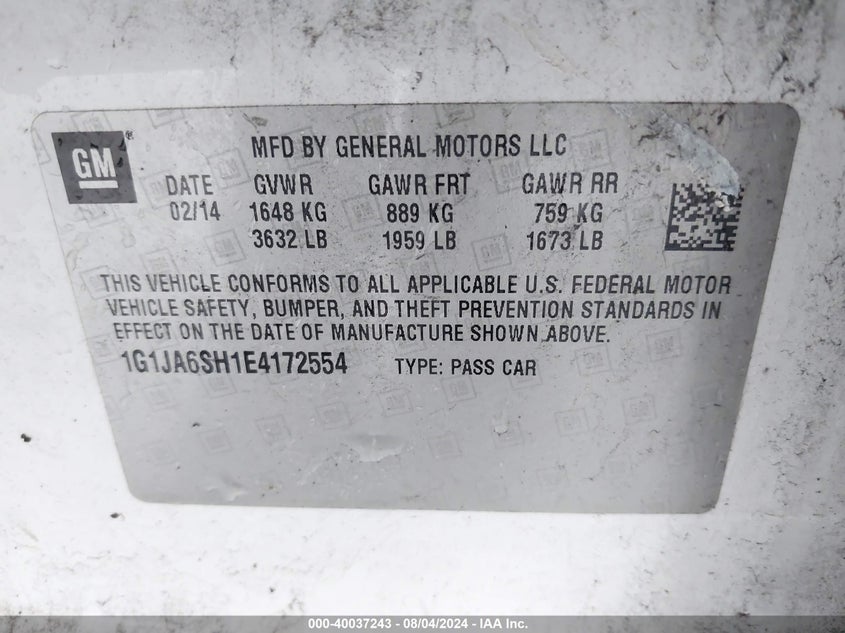 GM ®
MFD BY GENERAL MOTORS LLC
DATE GVWR GAWR FRT GAWR RR
02/14 1648 KG 889 KG 759 KG
3632 LB 1959 LB 1673 LB
THIS VEHICLE CONFORMS TO ALL APPLICABLE U.S. FEDERAL MOTOR
VEHICLE SAFETY, BUMPER, AND THEFT PREVENTION STANDARDS IN
EFFECT ON THE DATE OF MANUFACTURE SHOWN ABOVE.
1G1JA6SH1E4172554 TYPE: PASS CAR
000-40037243 - 08/04/2024 - IAA Inc.